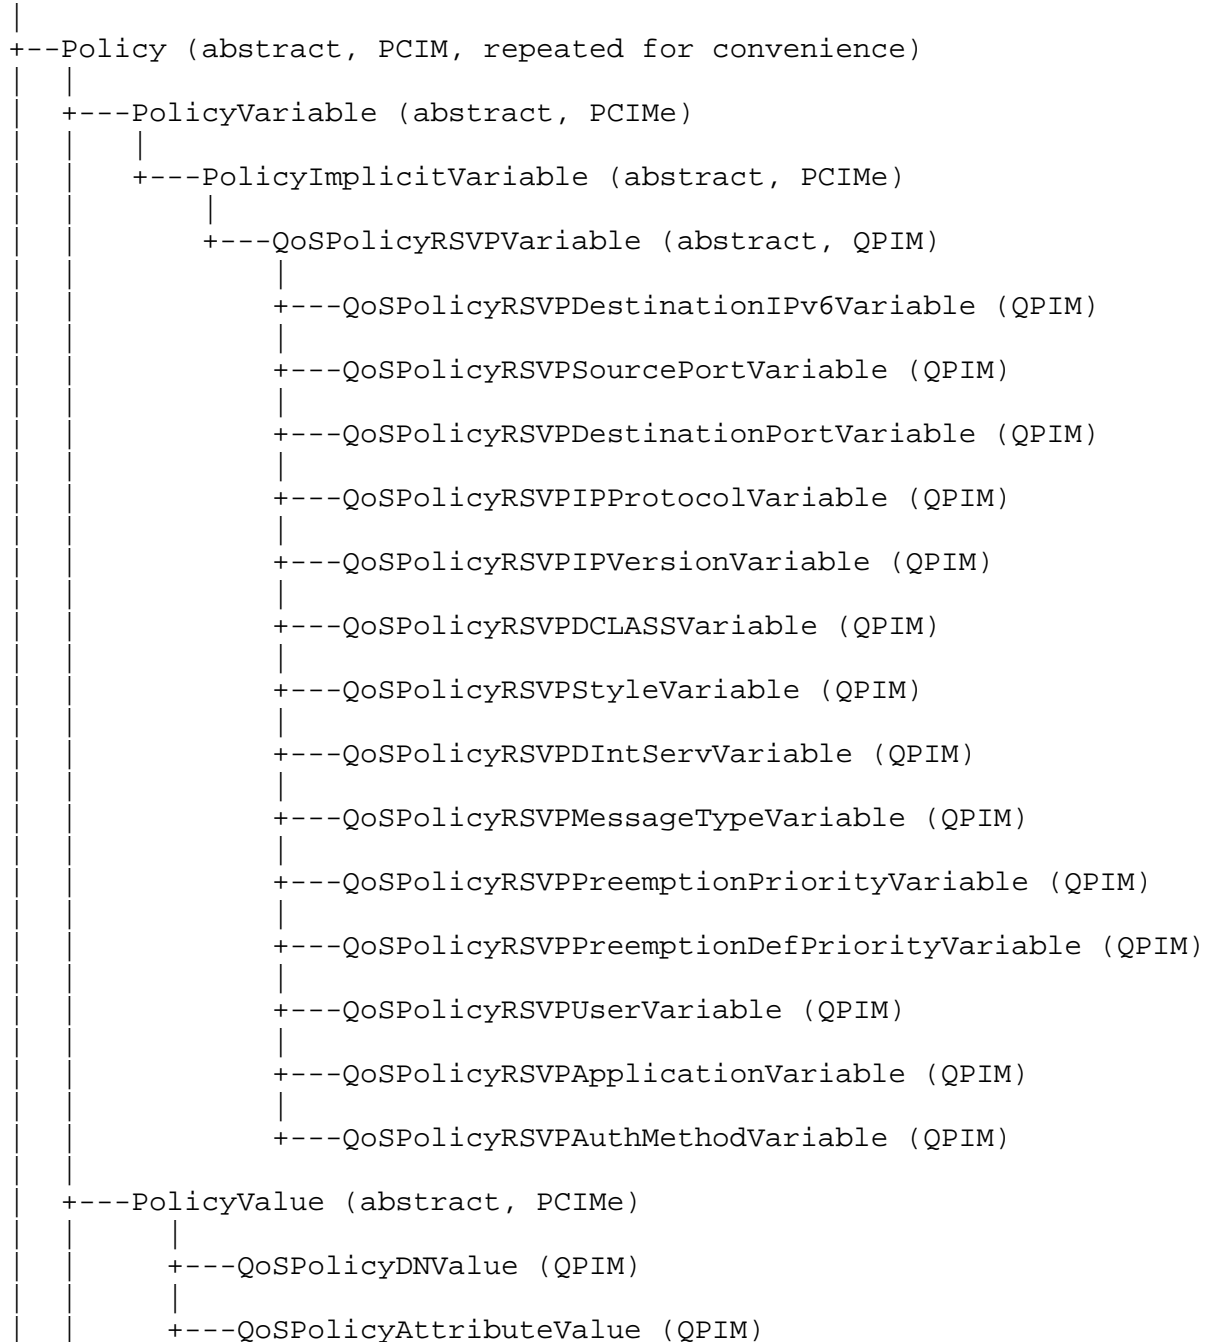 |
+--Policy (abstract, PCIM, repeated for convenience)
|  |
|  +---PolicyVariable (abstract, PCIMe)
|  |   |
|  |   +---PolicyImplicitVariable (abstract, PCIMe)
|  |       |
|  |       +---QoSPolicyRSVPVariable (abstract, QPIM)
|  |           |
|  |           +---QoSPolicyRSVPDestinationIPv6Variable (QPIM)
|  |           |
|  |           +---QoSPolicyRSVPSourcePortVariable (QPIM)
|  |           |
|  |           +---QoSPolicyRSVPDestinationPortVariable (QPIM)
|  |           |
|  |           +---QoSPolicyRSVPIPProtocolVariable (QPIM)
|  |           |
|  |           +---QoSPolicyRSVPIPVersionVariable (QPIM)
|  |           |
|  |           +---QoSPolicyRSVPDCLASSVariable (QPIM)
|  |           |
|  |           +---QoSPolicyRSVPStyleVariable (QPIM)
|  |           |
|  |           +---QoSPolicyRSVPDIntServVariable (QPIM)
|  |           |
|  |           +---QoSPolicyRSVPMessageTypeVariable (QPIM)
|  |           |
|  |           +---QoSPolicyRSVPPreemptionPriorityVariable (QPIM)
|  |           |
|  |           +---QoSPolicyRSVPPreemptionDefPriorityVariable (QPIM)
|  |           |
|  |           +---QoSPolicyRSVPUserVariable (QPIM)
|  |           |
|  |           +---QoSPolicyRSVPApplicationVariable (QPIM)
|  |           |
|  |           +---QoSPolicyRSVPAuthMethodVariable (QPIM)
|  |
|  +---PolicyValue (abstract, PCIMe)
|  |     |
|  |     +---QoSPolicyDNValue (QPIM)
|  |     |
|  |     +---QoSPolicyAttributeValue (QPIM)